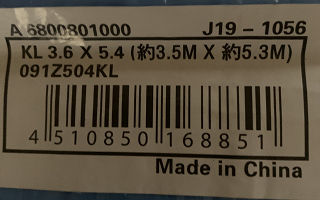 A 6800801000 J19-1056
KL 3.6 X 5.4 (約3.5M X 約5.3M)
091Z504KL
4 510850 168851
Made in China